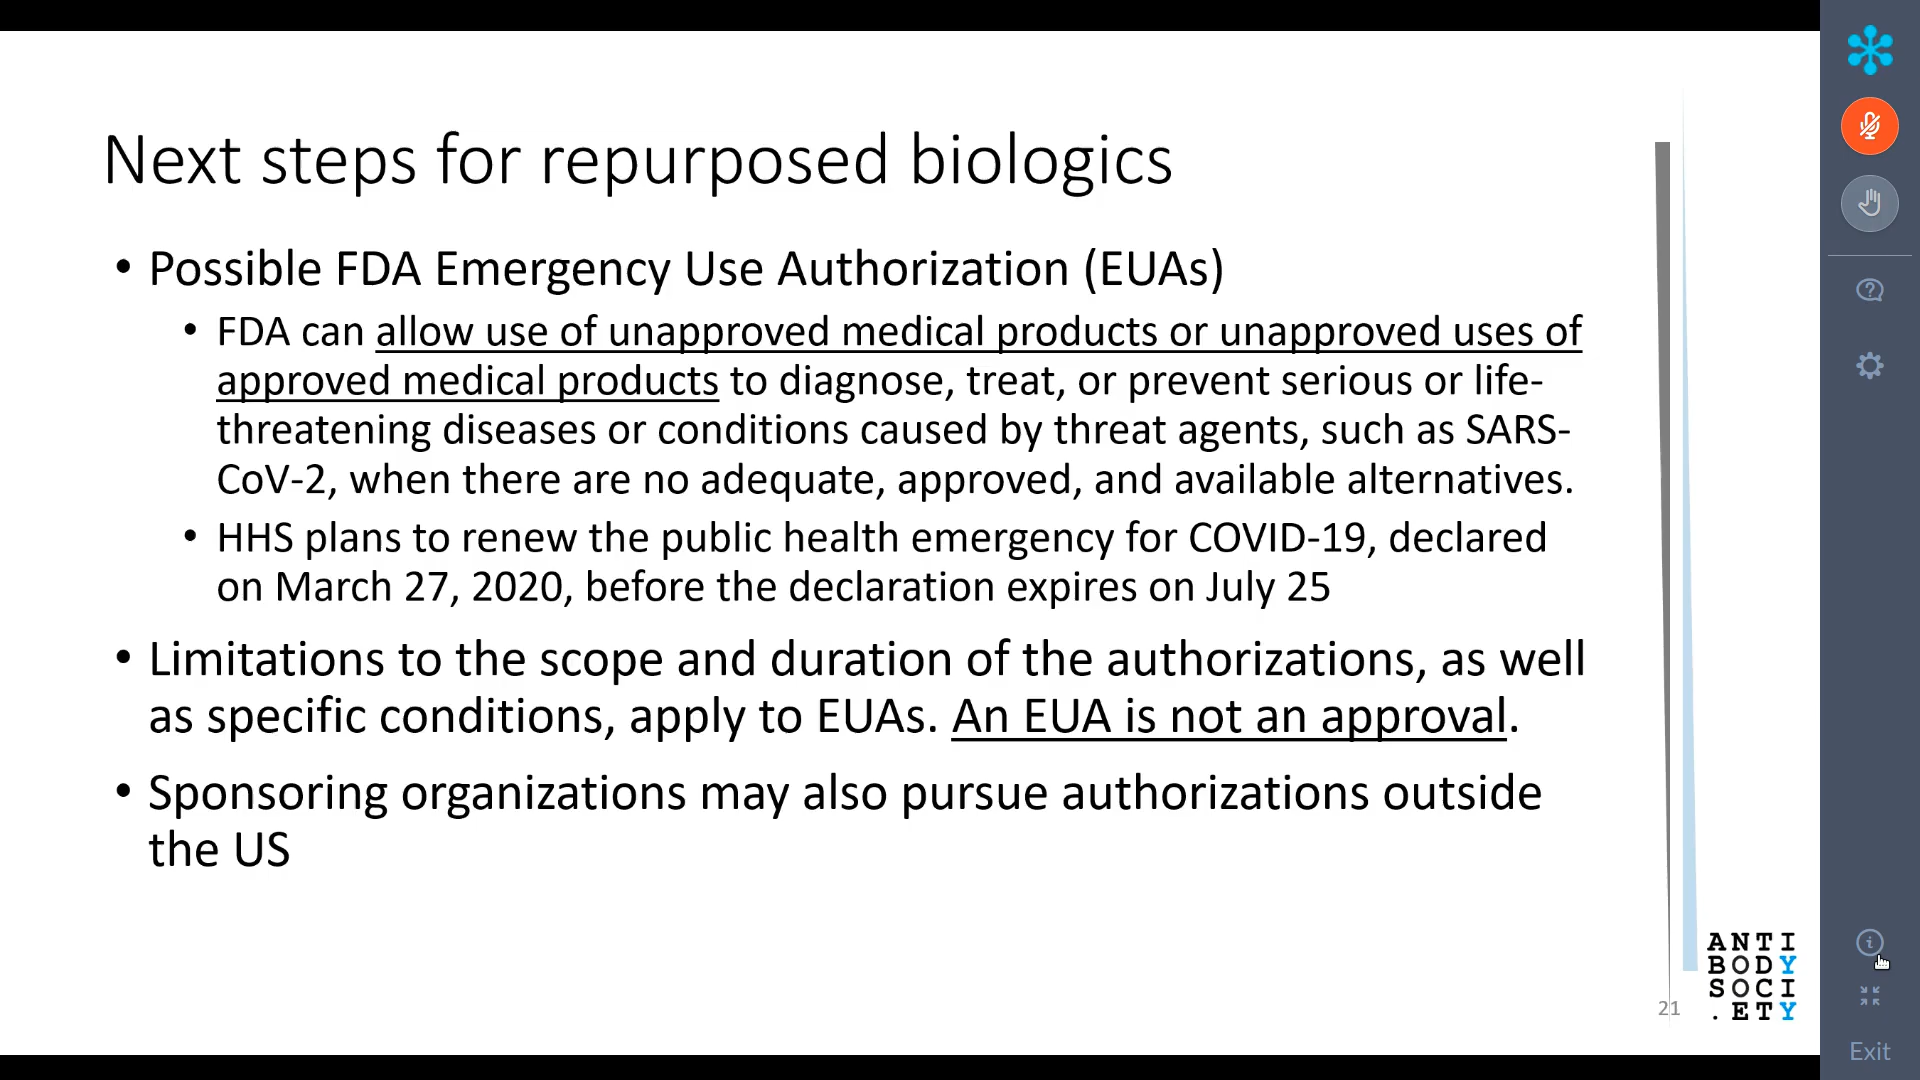 Next steps for repurposed biologics
• Possible FDA Emergency Use Authorization (EUAs)
• FDA can allow use of unapproved medical products or unapproved uses of
approved medical products to diagnose, treat, or prevent serious or life-
threatening diseases or conditions caused by threat agents, such as SARS-
CoV-2, when there are no adequate, approved, and available alternatives.
• HHS plans to renew the public health emergency for COVID-19, declared
on March 27, 2020, before the declaration expires on July 25
• Limitations to the scope and duration of the authorizations, as well
as specific conditions, apply to EUAs. An EUA is not an approval.
• Sponsoring organizations may also pursue authorizations outside
the US
21
ANTI
BODY
SOCI
.ETY
Exit